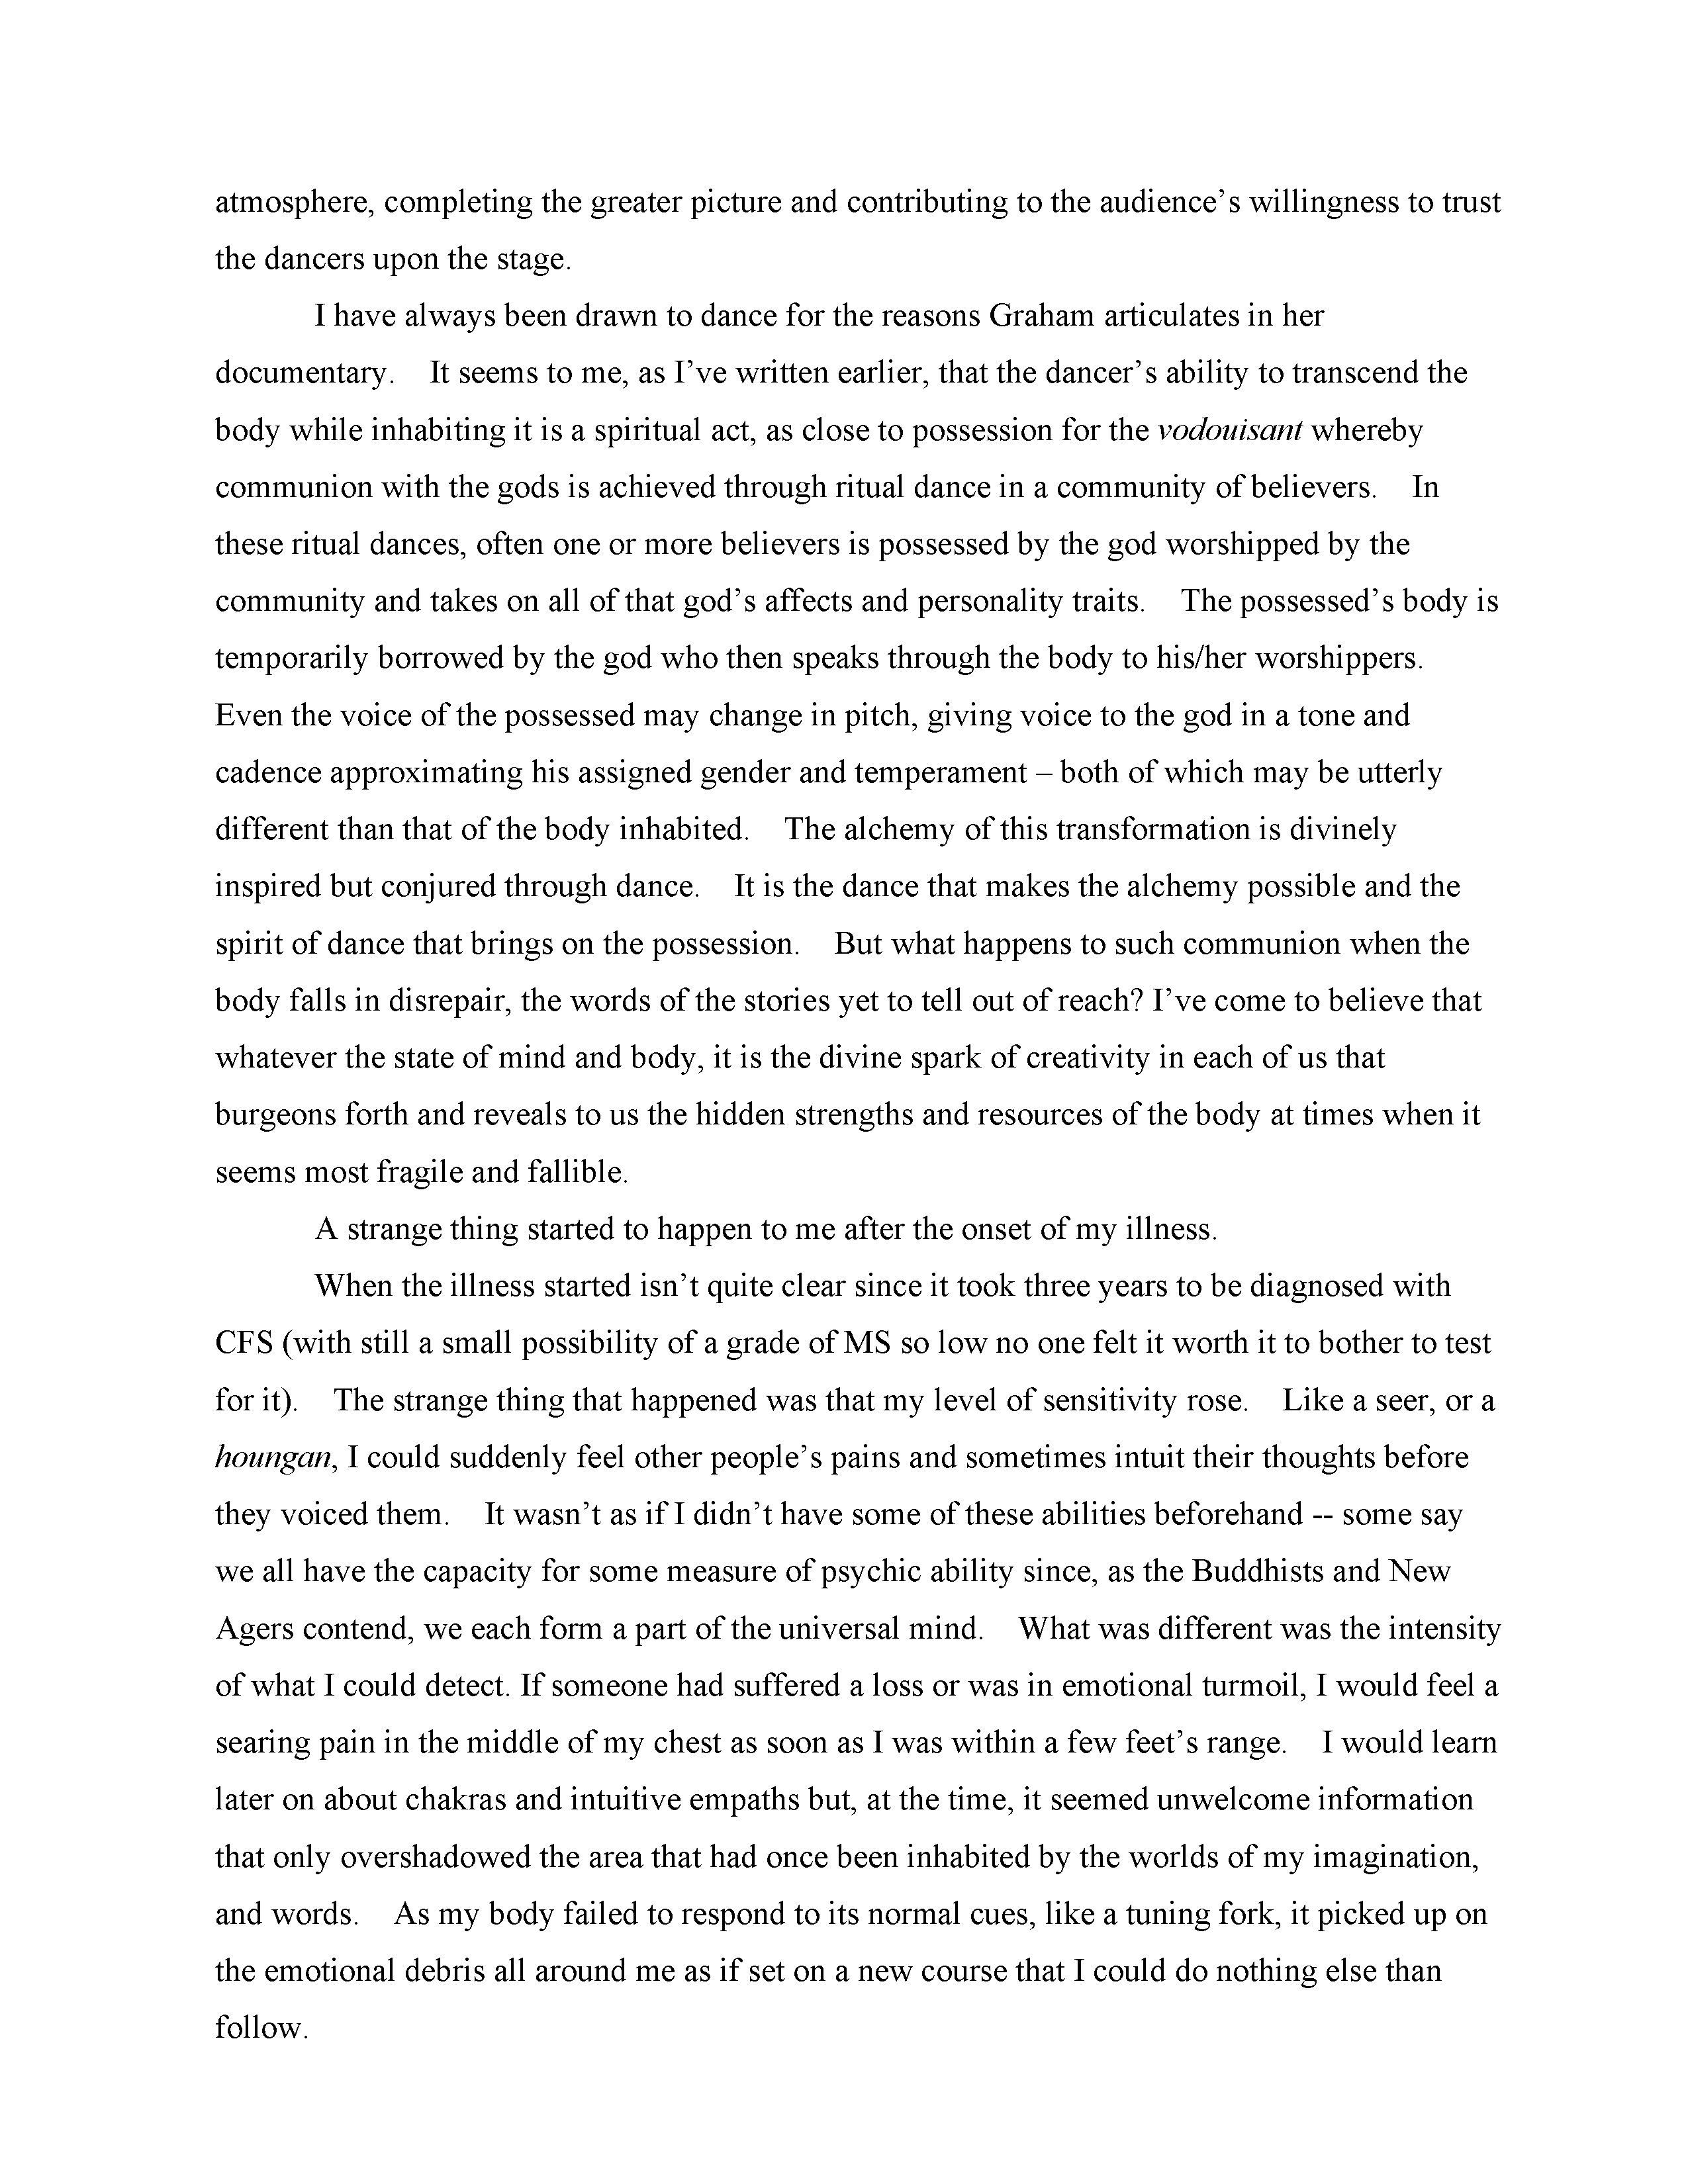 atmosphere, completing the greater picture and contributing to the audience’s willingness to trust
the dancers upon the stage.
I have always been drawn to dance for the reasons Graham articulates in her
documentary. It seems to me, as I’ve written earlier, that the dancer’s ability to transcend the
body while inhabiting it is a spiritual act, as close to possession for the vodouisant whereby
communion with the gods is achieved through ritual dance in a community of believers. In
these ritual dances, often one or more believers is possessed by the god worshipped by the
community and takes on all of that god’s affects and personality traits. The possessed’s body is
temporarily borrowed by the god who then speaks through the body to his/her worshippers.
Even the voice of the possessed may change in pitch, giving voice to the god in a tone and
cadence approximating his assigned gender and temperament – both of which may be utterly
different than that of the body inhabited. The alchemy of this transformation is divinely
inspired but conjured through dance. It is the dance that makes the alchemy possible and the
spirit of dance that brings on the possession. But what happens to such communion when the
body falls in disrepair, the words of the stories yet to tell out of reach? I’ve come to believe that
whatever the state of mind and body, it is the divine spark of creativity in each of us that
burgeons forth and reveals to us the hidden strengths and resources of the body at times when it
seems most fragile and fallible.
A strange thing started to happen to me after the onset of my illness.
When the illness started isn’t quite clear since it took three years to be diagnosed with
CFS (with still a small possibility of a grade of MS so low no one felt it worth it to bother to test
for it). The strange thing that happened was that my level of sensitivity rose. Like a seer, or a
houngan, I could suddenly feel other people’s pains and sometimes intuit their thoughts before
they voiced them. It wasn’t as if I didn’t have some of these abilities beforehand -- some say
we all have the capacity for some measure of psychic ability since, as the Buddhists and New
Agers contend, we each form a part of the universal mind. What was different was the intensity
of what I could detect. If someone had suffered a loss or was in emotional turmoil, I would feel a
searing pain in the middle of my chest as soon as I was within a few feet’s range. I would learn
later on about chakras and intuitive empaths but, at the time, it seemed unwelcome information
that only overshadowed the area that had once been inhabited by the worlds of my imagination,
and words. As my body failed to respond to its normal cues, like a tuning fork, it picked up on
the emotional debris all around me as if set on a new course that I could do nothing else than
follow.